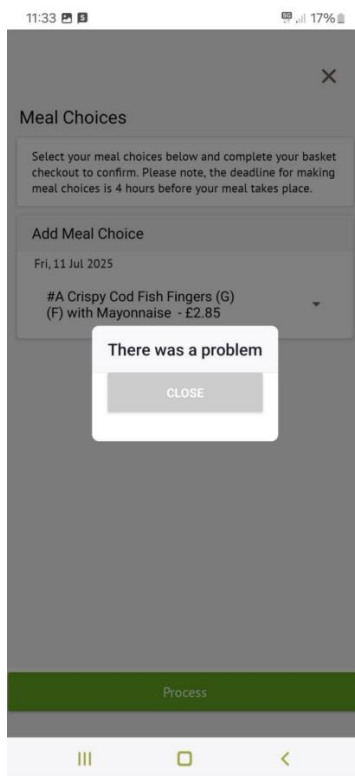 11:33
17%
Meal Choices
Select your meal choices below and complete your basket
checkout to confirm. Please note, the deadline for making
meal choices is 4 hours before your meal takes place.
Add Meal Choice
Fri, 11 Jul 2025
#A Crispy Cod Fish Fingers (G)
(F) with Mayonnaise - £2.85
There was a problem
CLOSE
Process